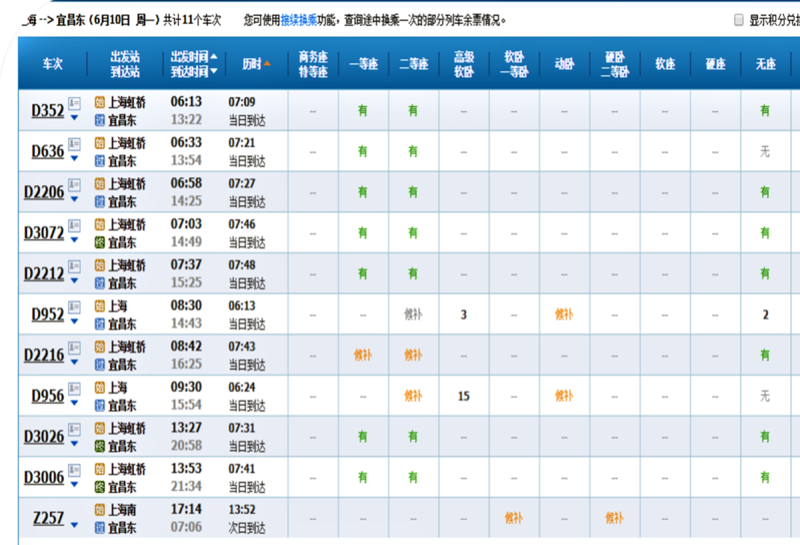 海 --> 宜昌东 (6月10日 周一) 共计11个车次 您可使用接续换乘功能，查询途中换乘一次的部分列车余票情况。 显示积分兑
车次 出发站 到达站 出发时间 到达时间 历时 商务座 特等座 一等座 二等座 高级 软卧 软卧 一等卧 动卧 硬卧 二等卧 软座 硬座 无座
D352 始 上海虹桥 06:13 07:09 -- 有 有 -- -- -- -- -- -- 有
过 宜昌东 13:22 当日到达
D636 始 上海虹桥 06:33 07:21 -- 有 有 -- -- -- -- -- -- 无
过 宜昌东 13:54 当日到达
D2206 始 上海虹桥 06:58 07:27 -- 有 有 -- -- -- -- -- -- 有
过 宜昌东 14:25 当日到达
D3072 始 上海虹桥 07:03 07:46 -- 有 有 -- -- -- -- -- -- 有
终 宜昌东 14:49 当日到达
D2212 始 上海虹桥 07:37 07:48 -- 有 有 -- -- -- -- -- -- 有
过 宜昌东 15:25 当日到达
D952 始 上海 08:30 06:13 -- -- 候补 3 -- 候补 -- -- -- 2
过 宜昌东 14:43 当日到达
D2216 始 上海虹桥 08:42 07:43 -- 候补 候补 -- -- -- -- -- -- 有
过 宜昌东 16:25 当日到达
D956 始 上海 09:30 06:24 -- -- 候补 15 -- 候补 -- -- -- 无
过 宜昌东 15:54 当日到达
D3026 始 上海虹桥 13:27 07:31 -- 有 有 -- -- -- -- -- -- 有
终 宜昌东 20:58 当日到达
D3006 始 上海虹桥 13:53 07:41 -- 有 有 -- -- -- -- -- -- 有
终 宜昌东 21:34 当日到达
Z257 始 上海南 17:14 13:52 -- -- -- -- 候补 -- 候补 -- -- --
过 宜昌东 07:06 次日到达